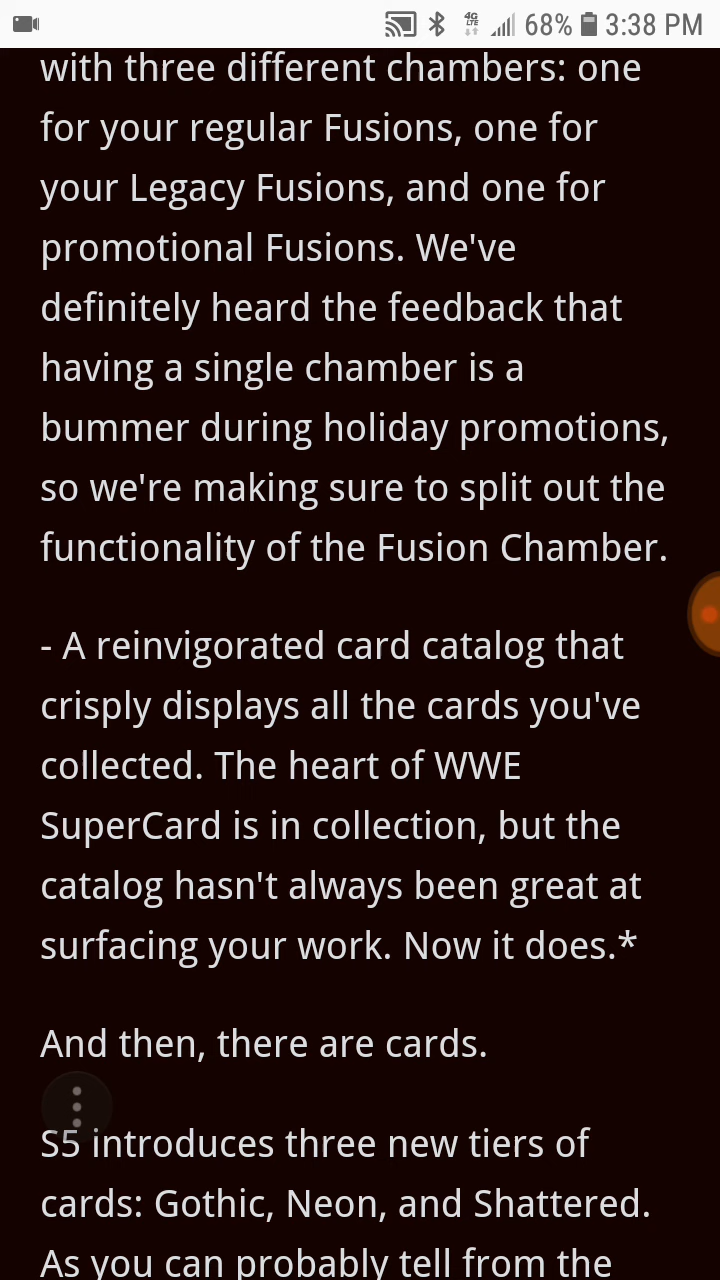 4G
LTE
68%
3:38 PM
with three different chambers: one
for your regular Fusions, one for
your Legacy Fusions, and one for
promotional Fusions. We've
definitely heard the feedback that
having a single chamber is a
bummer during holiday promotions,
so we're making sure to split out the
functionality of the Fusion Chamber.
- A reinvigorated card catalog that
crisply displays all the cards you've
collected. The heart of WWE
SuperCard is in collection, but the
catalog hasn't always been great at
surfacing your work. Now it does.*
And then, there are cards.
S5 introduces three new tiers of
cards: Gothic, Neon, and Shattered.
As you can probably tell from the